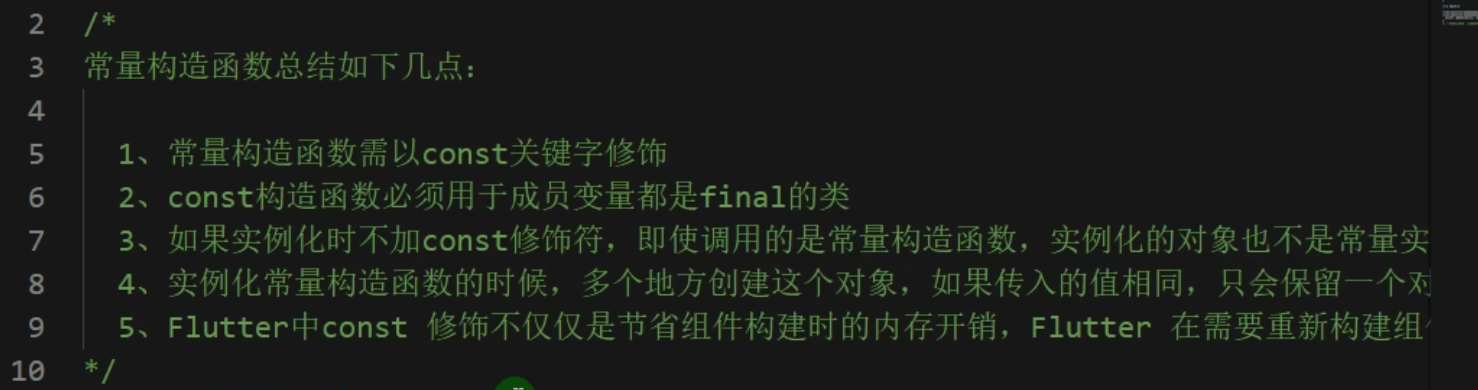 2 /*
3 常量构造函数总结如下几点：
4
5 1、常量构造函数需以const关键字修饰
6 2、const构造函数必须用于成员变量都是final的类
7 3、如果实例化时不加const修饰符，即使调用的是常量构造函数，实例化的对象也不是常量实
8 4、实例化常量构造函数的时候，多个地方创建这个对象，如果传入的值相同，只会保留一个对
9 5、Flutter中const 修饰不仅仅是节省组件构建时的内存开销，Flutter 在需要重新构建组
10 */